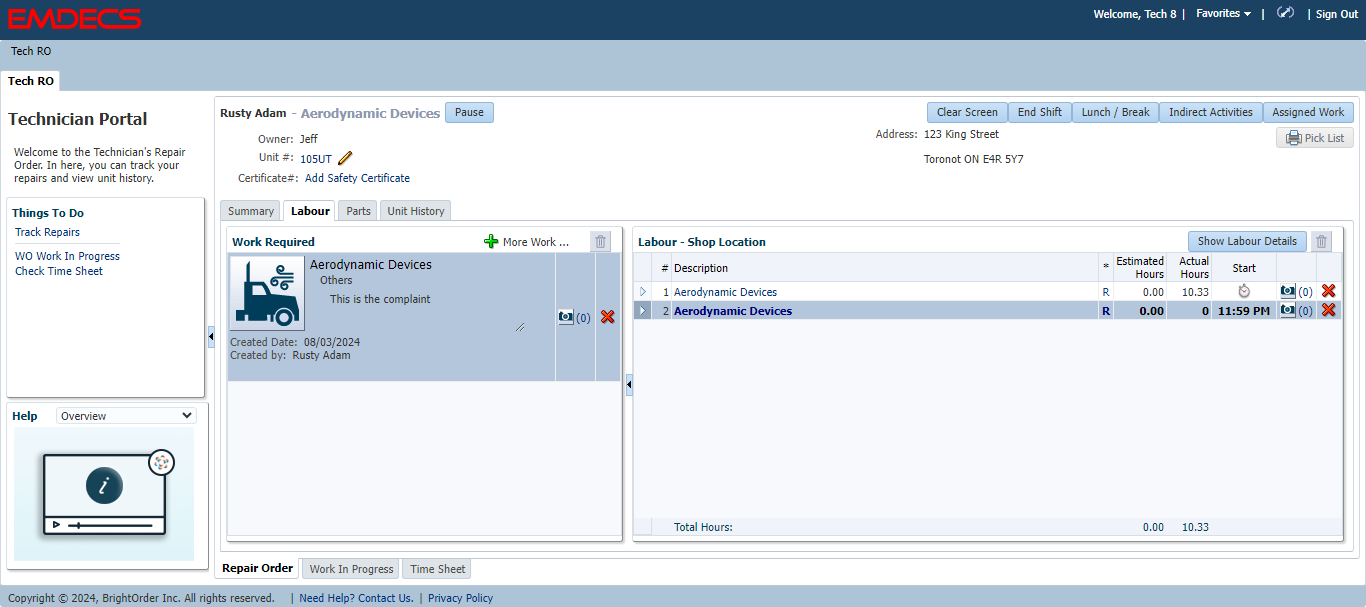 EMDECS
Welcome, Tech 8 | Favorites | | Sign Out
Tech RO
Tech RO
Technician Portal
Welcome to the Technician's Repair
Order. In here, you can track your
repairs and view unit history.
Things To Do
Track Repairs
WO Work In Progress
Check Time Sheet
Help Overview
i
Rusty Adam - Aerodynamic Devices Pause
Clear Screen End Shift Lunch / Break Indirect Activities Assigned Work
Owner: Jeff
Unit #: 105UT
Certificate#: Add Safety Certificate
Address: 123 King Street
Toronot ON E4R 5Y7
Pick List
Summary Labour Parts Unit History
Work Required More Work ...
Aerodynamic Devices
Others
This is the complaint
(0)
Created Date: 08/03/2024
Created by: Rusty Adam
Labour - Shop Location Show Labour Details
# Description * Estimated Hours Actual Hours Start
1 Aerodynamic Devices R 0.00 10.33 (0)
2 Aerodynamic Devices R 0.00 0 11:59 PM (0)
Total Hours: 0.00 10.33
Repair Order Work In Progress Time Sheet
Copyright © 2024, BrightOrder Inc. All rights reserved. | Need Help? Contact Us. | Privacy Policy